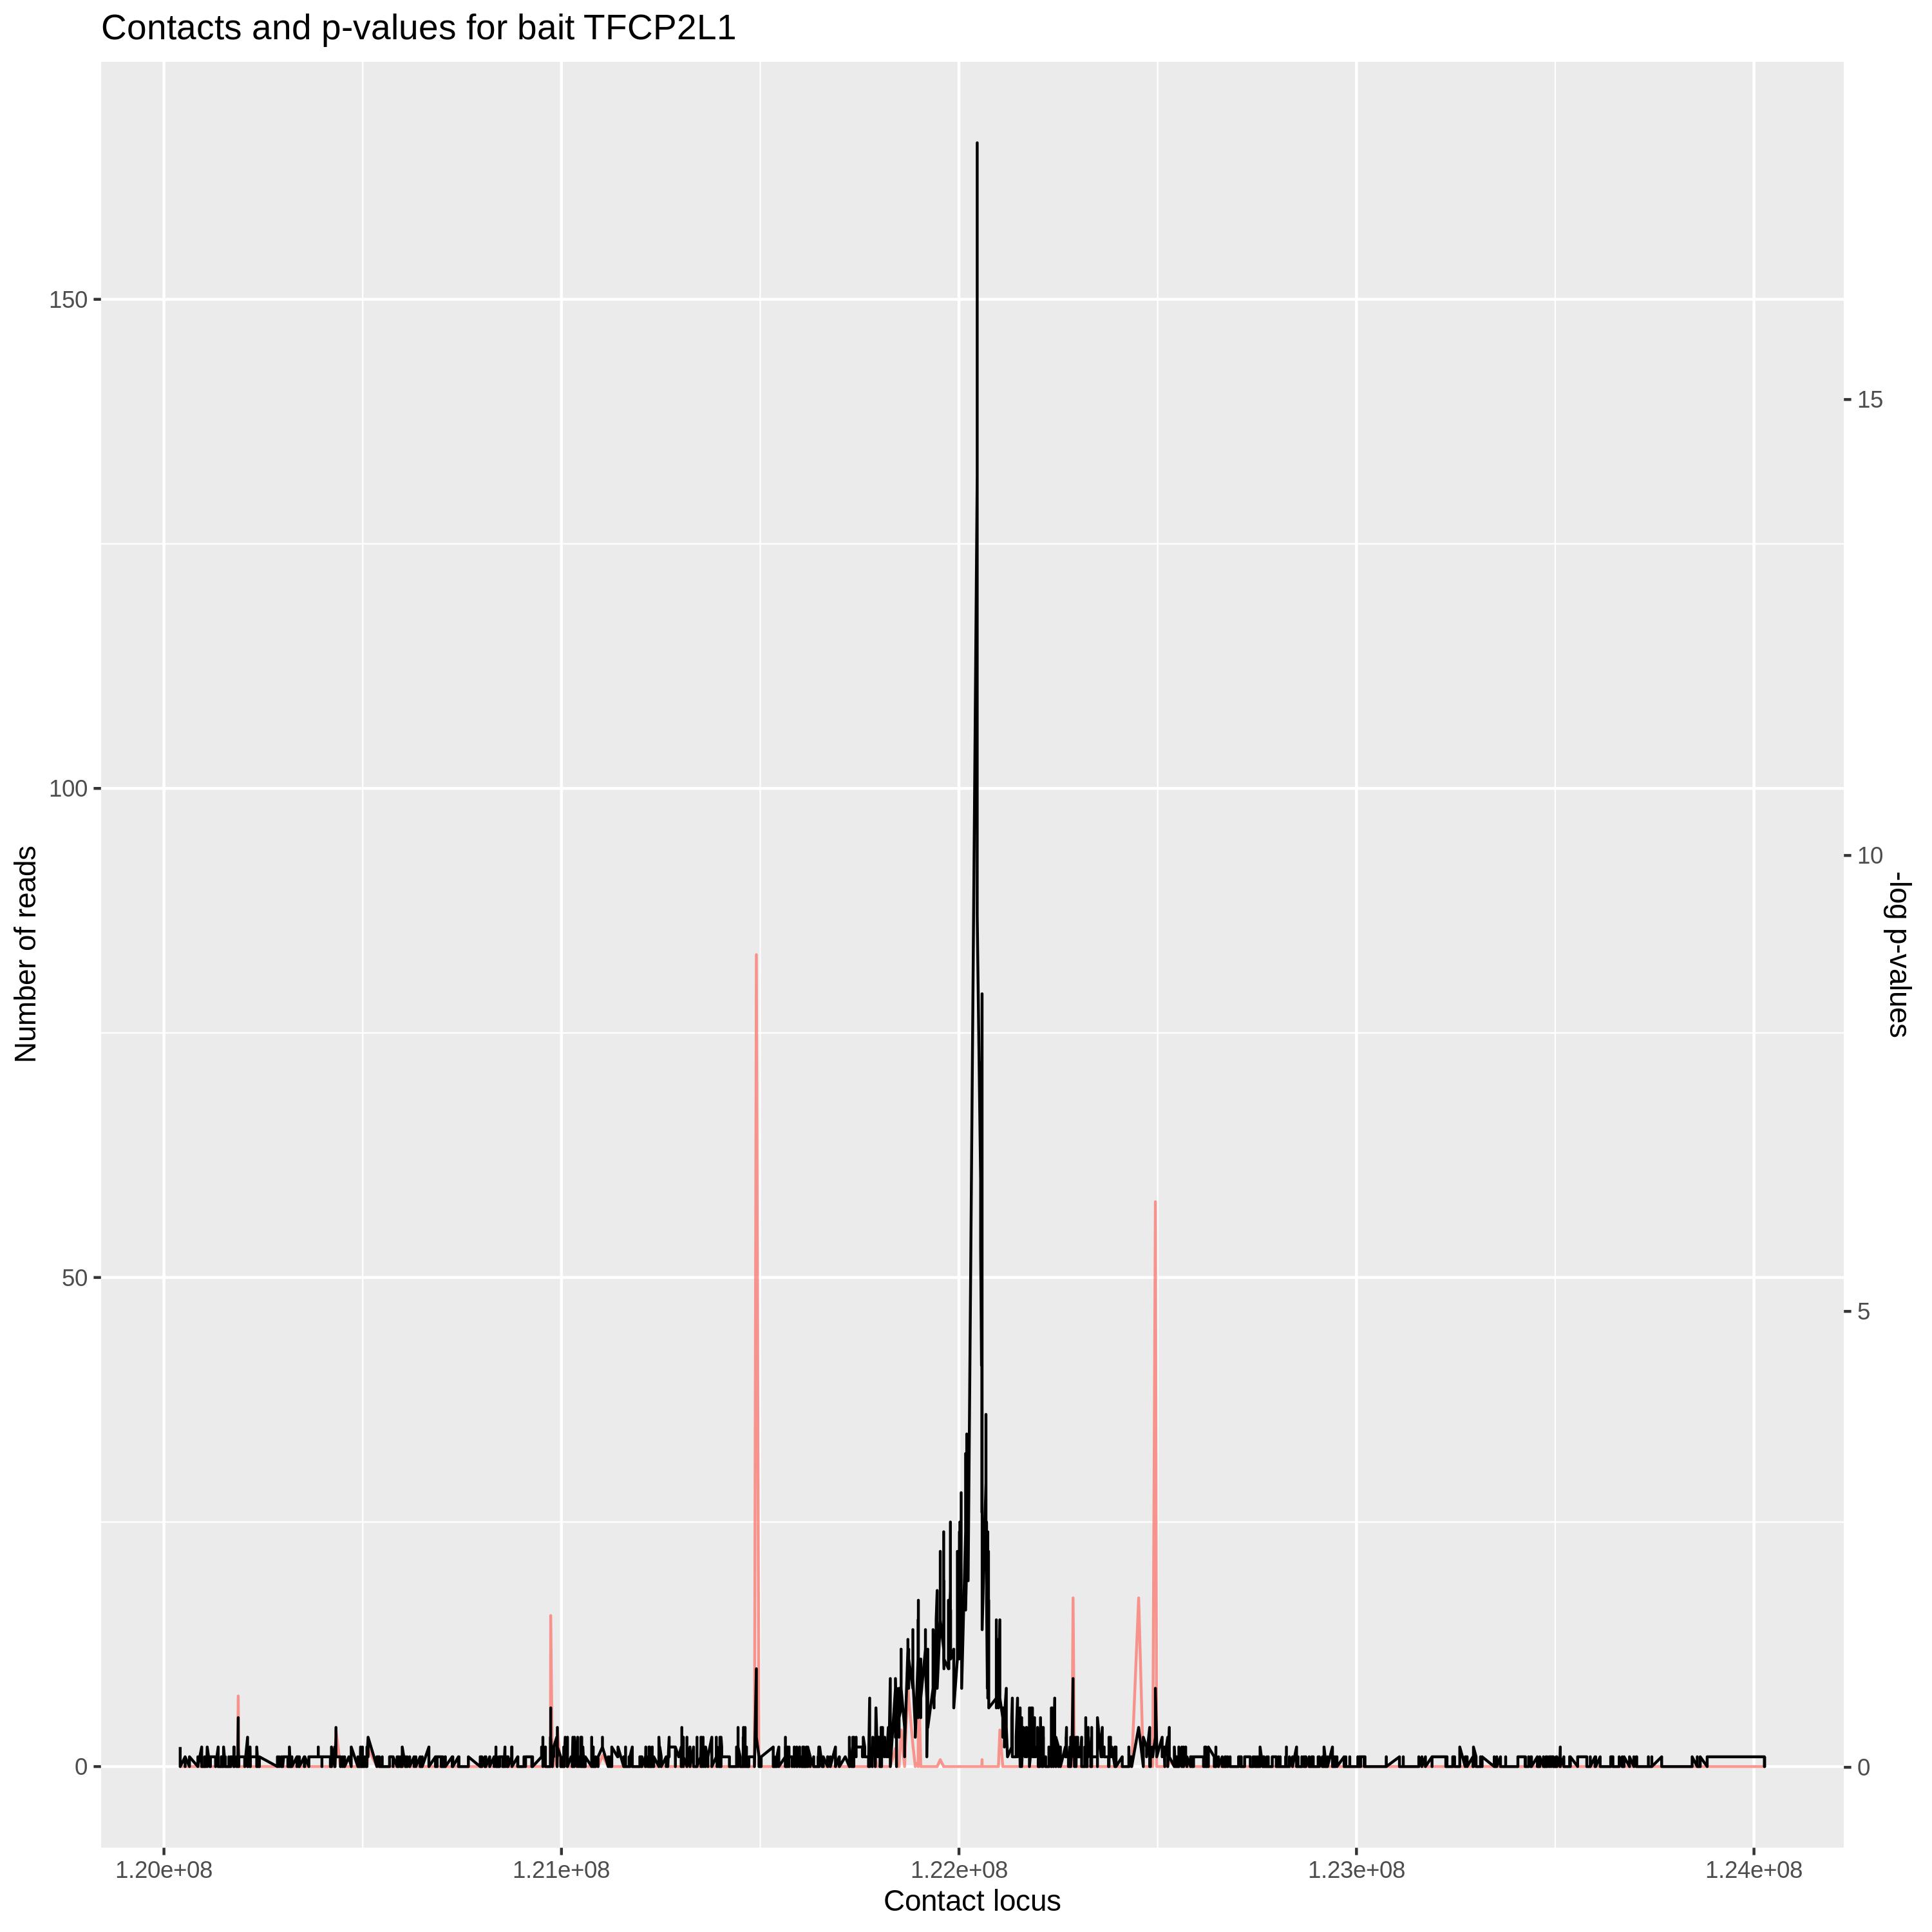 Contacts and p-values for bait TFCP2L1
150
100
50
0
Number of reads
15
10
5
0
-log p-values
1.20e+08
1.21e+08
1.22e+08
1.23e+08
1.24e+08
Contact locus